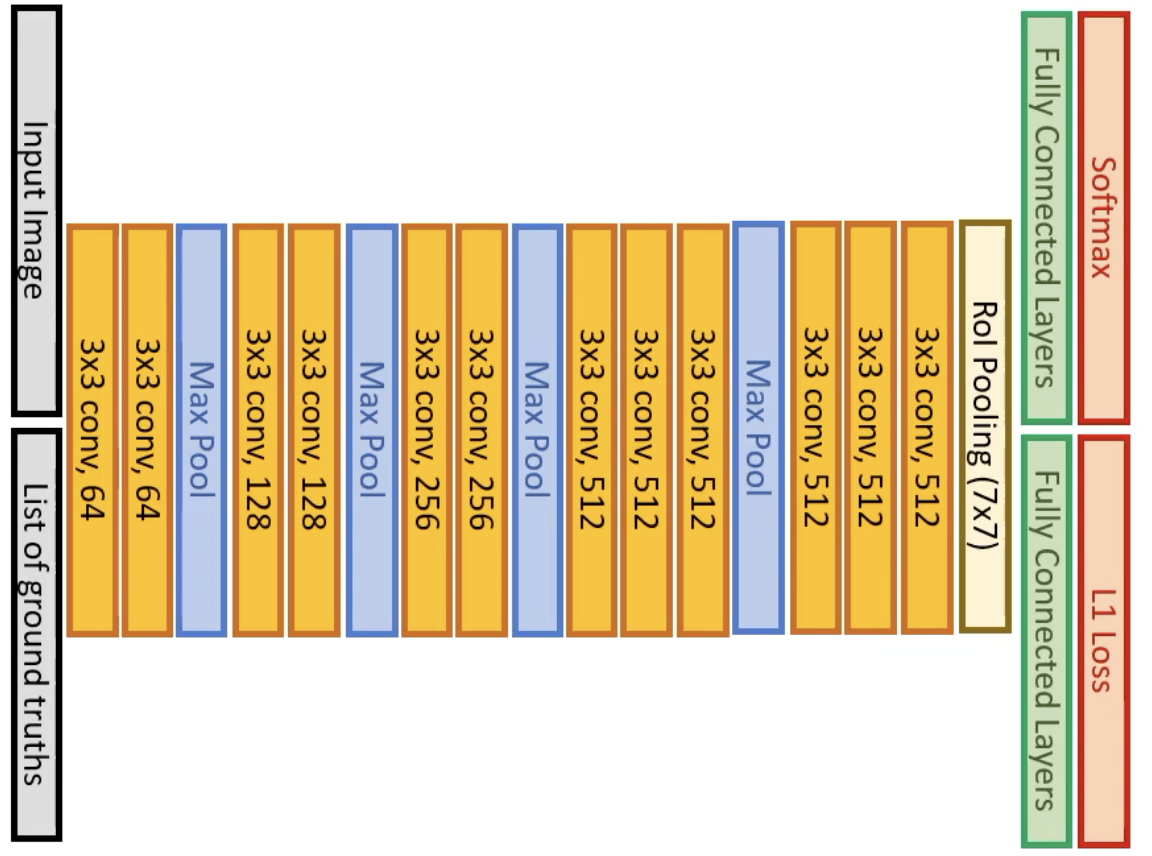 Input Image
List of ground truths
3x3 conv, 64
3x3 conv, 64
Max Pool
3x3 conv, 128
3x3 conv, 128
Max Pool
3x3 conv, 256
3x3 conv, 256
Max Pool
3x3 conv, 512
3x3 conv, 512
3x3 conv, 512
Max Pool
3x3 conv, 512
3x3 conv, 512
3x3 conv, 512
RoI Pooling (7x7)
Fully Connected Layers
Fully Connected Layers
Softmax
L1 Loss